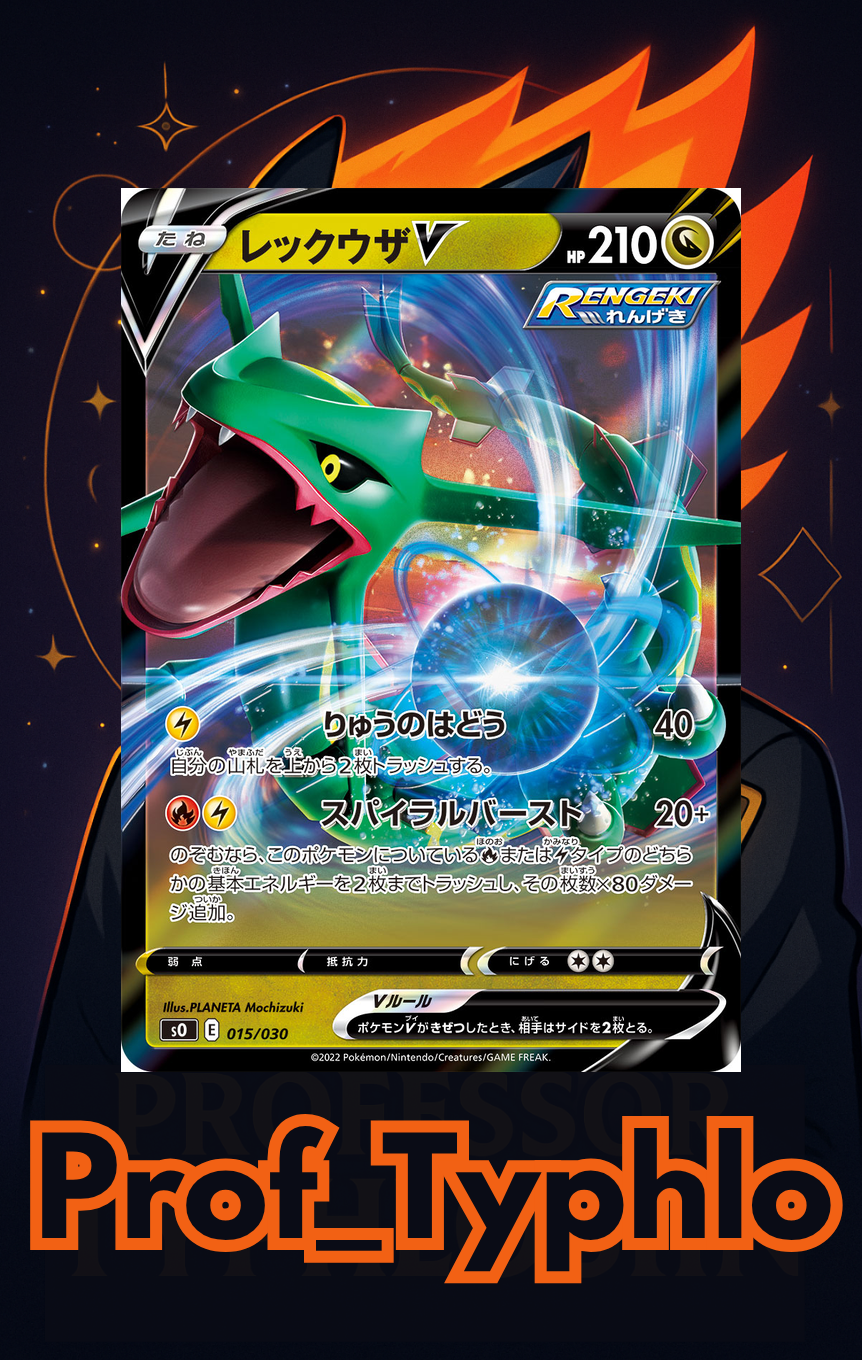 たね レックウザV HP 210
RENGEKI
れんげき
りゅうのはどう 40
自分の山札を上から2枚トラッシュする。
スパイラルバースト 20+
のぞむなら、このポケモンについている または タイプのどちら
かの基本エネルギーを2枚までトラッシュし、その枚数×80ダメー
ジ追加。
弱点 抵抗力 にげる
Illus.PLANETA Mochizuki
Vルール
ポケモンVがきぜつしたとき、相手はサイドを2枚とる。
sO E 015/030
©2022 Pokémon/Nintendo/Creatures/GAME FREAK.
PROFESSOR
Prof_Typhlo
TYPHLOSION